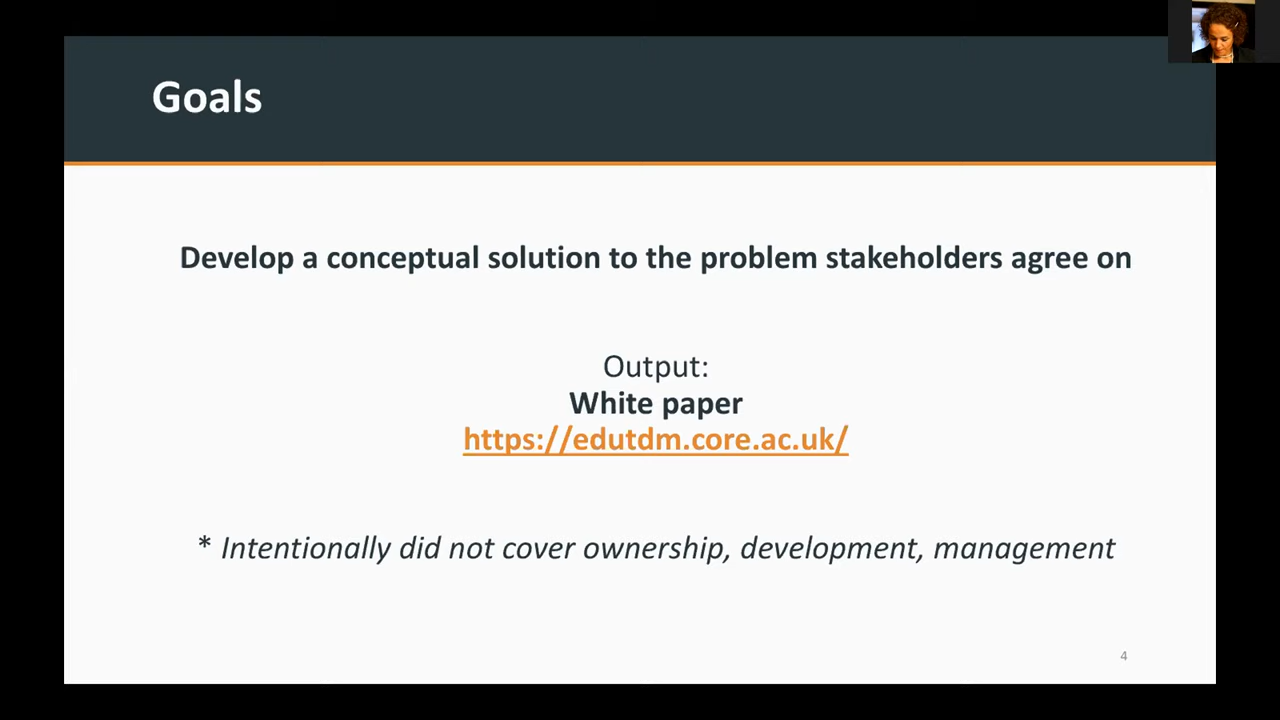 Goals
Develop a conceptual solution to the problem stakeholders agree on
Output:
White paper
https://edutdm.core.ac.uk/
* Intentionally did not cover ownership, development, management
4